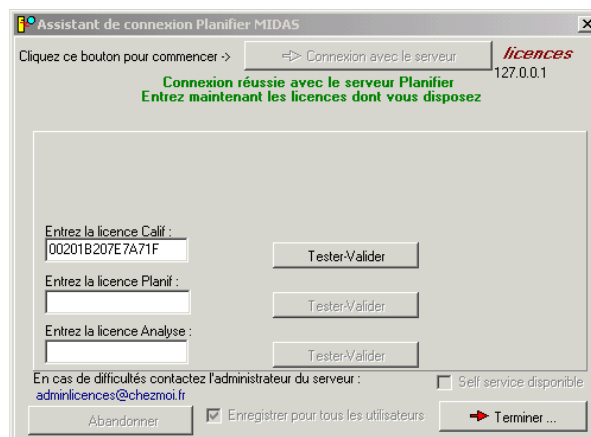 Assistant de connexion Planifier MIDAS
Cliquez ce bouton pour commencer -> Connexion avec le serveur licences
127.0.0.1
Connexion réussie avec le serveur Planifier
Entrez maintenant les licences dont vous disposez
Entrez la licence Calif :
00201B207E7A71F Tester-Valider
Entrez la licence Planif :
Tester-Valider
Entrez la licence Analyse :
Tester-Valider
En cas de difficultés contactez l'administrateur du serveur : Self service disponible
adminlicences@chezmoi.fr
Abandonner Enregistrer pour tous les utilisateurs Terminer ...